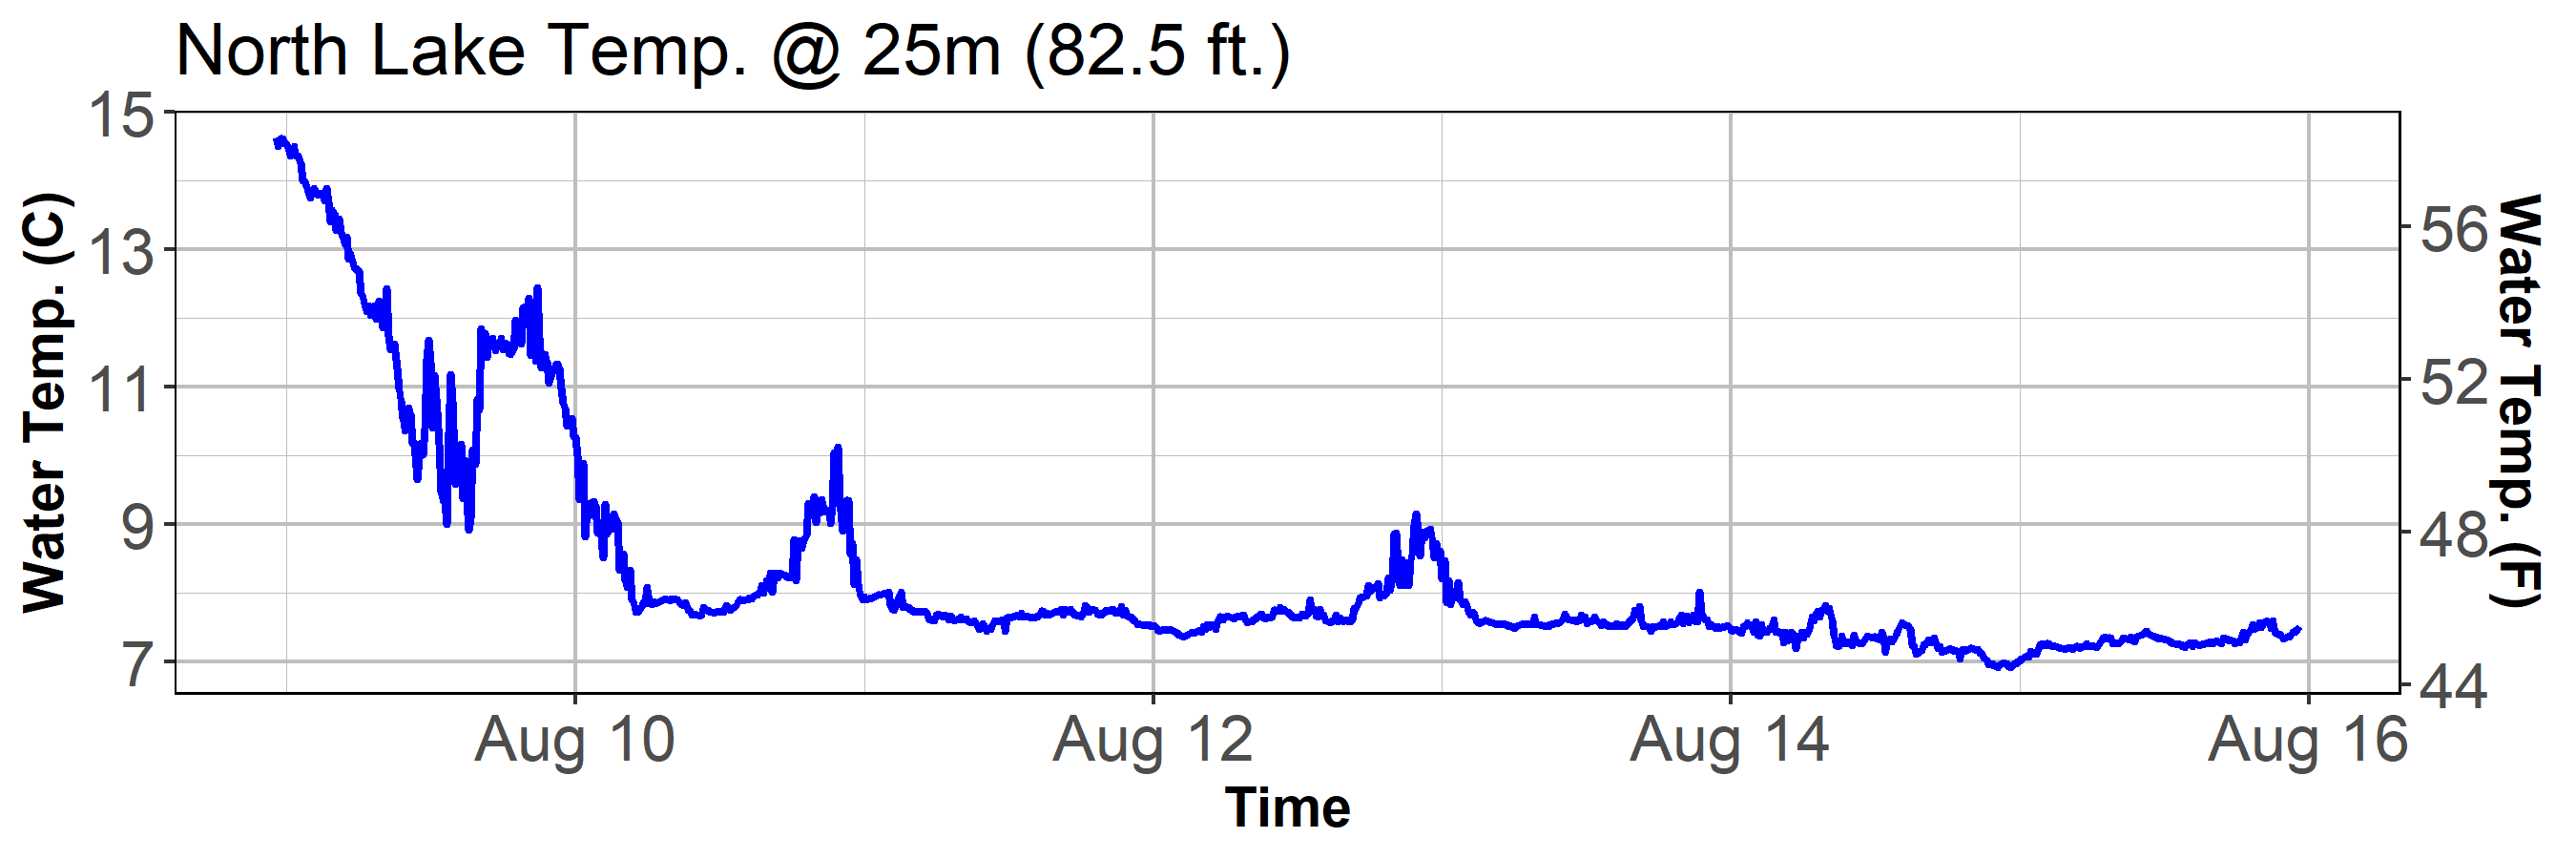 North Lake Temp. @ 25m (82.5 ft.)
Water Temp. (C)
15
13
11
9
7
56
52
48
44
Water Temp. (F)
Aug 10 Aug 12 Aug 14 Aug 16
Time